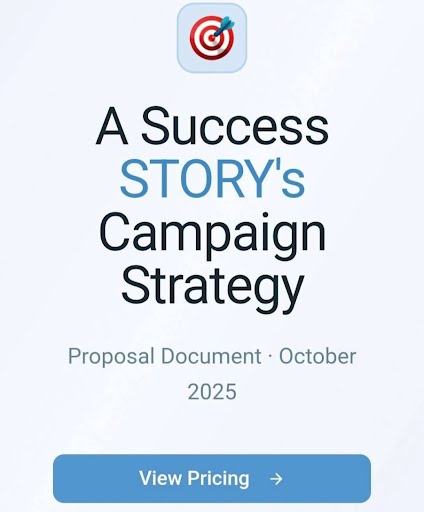 A Success
STORY's
Campaign
Strategy
Proposal Document · October
2025
View Pricing →